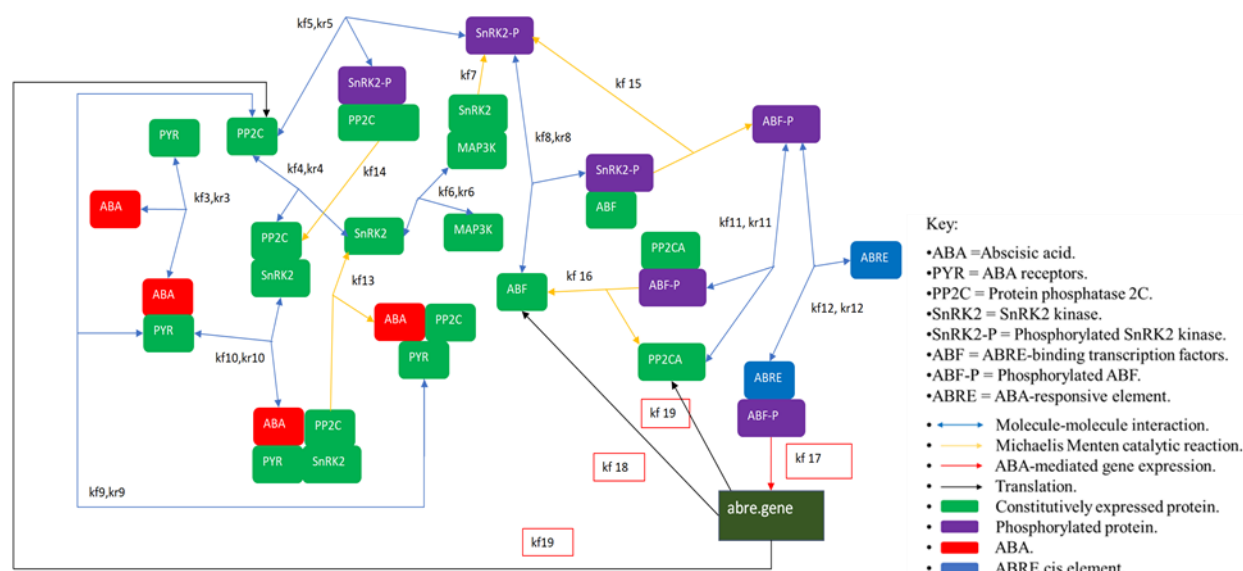 kf5,kr5
SnRK2-P
kf7
kf 15
SnRK2-P
PP2C
SnRK2
MAP3K
ABF-P
PYR
PP2C
kf8,kr8
kf4,kr4
kf14
SnRK2-P
ABF
ABA
kf3,kr3
kf6,kr6
MAP3K
kf11, kr11
PP2C
SnRK2
SnRK2
PP2CA
ABF-P
ABRE
kf13
kf 16
ABF
ABA
PYR
ABA
PP2C
PYR
kf12, kr12
kf10,kr10
PP2CA
ABRE
ABF-P
kf 19
ABA
PP2C
PYR
SnRK2
kf 18
kf 17
kf9,kr9
abre.gene
kf19
Key:
•ABA =Abscisic acid.
•PYR = ABA receptors.
•PP2C = Protein phosphatase 2C.
•SnRK2 = SnRK2 kinase.
•SnRK2-P = Phosphorylated SnRK2 kinase.
•ABF = ABRE-binding transcription factors.
•ABF-P = Phosphorylated ABF.
•ABRE = ABA-responsive element.
• Molecule-molecule interaction.
• Michaelis Menten catalytic reaction.
• ABA-mediated gene expression.
• Translation.
• Constitutively expressed protein.
• Phosphorylated protein.
• ABA.
• ABRE cis element